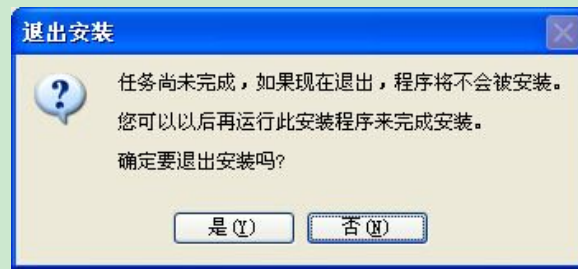 退出安装
任务尚未完成，如果现在退出，程序将不会被安装。
您可以以后再运行此安装程序来完成安装。
确定要退出安装吗?
是(Y)
否(N)